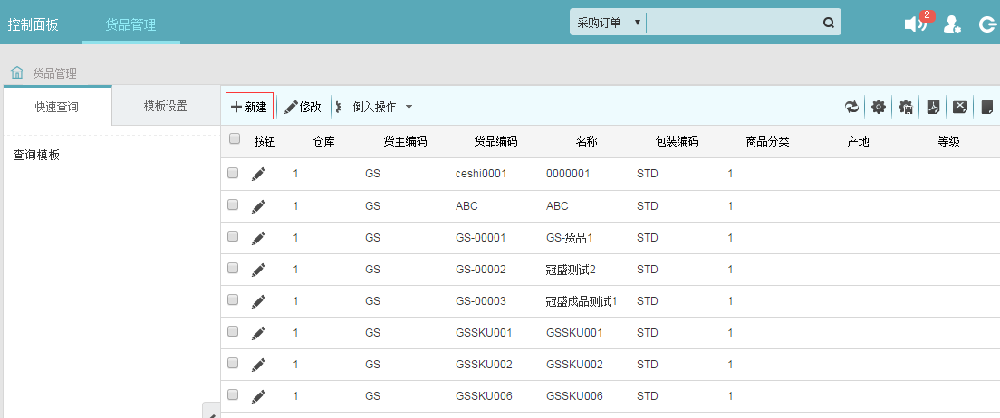 控制面板 货品管理 采购订单 2
货品管理
快速查询 模板设置 新建 修改 倒入操作
查询模板
按钮 仓库 货主编码 货品编码 名称 包装编码 商品分类 产地 等级
1 GS ceshi0001 0000001 STD 1
1 GS ABC ABC STD 1
1 GS GS-00001 GS-货品1 STD 1
1 GS GS-00002 冠盛测试2 STD 1
1 GS GS-00003 冠盛成品测试1 STD 1
1 GS GSSKU001 GSSKU001 STD 1
1 GS GSSKU002 GSSKU002 STD 1
1 GS GSSKU006 GSSKU006 STD 1